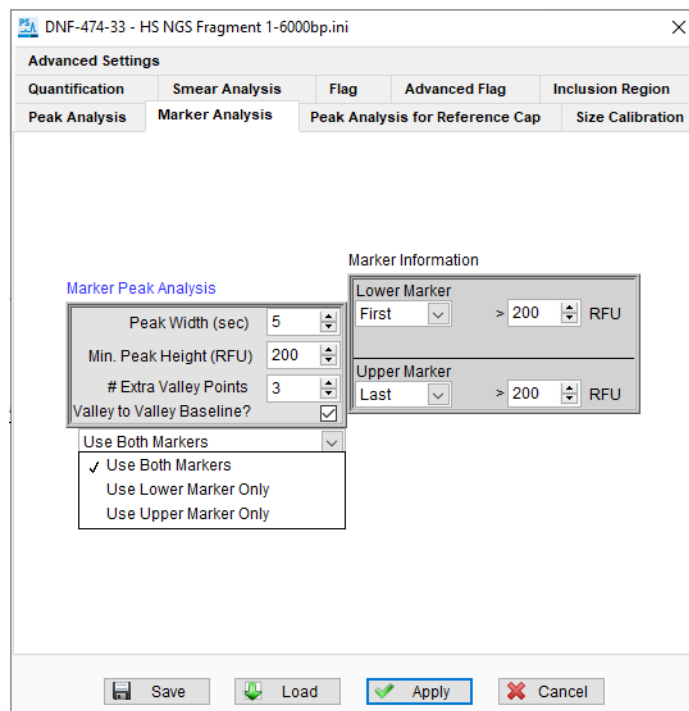 DNF-474-33 - HS NGS Fragment 1-6000bp.ini
Advanced Settings
Quantification Smear Analysis Flag Advanced Flag Inclusion Region
Peak Analysis Marker Analysis Peak Analysis for Reference Cap Size Calibration
Marker Information
Marker Peak Analysis
Lower Marker
Peak Width (sec) 5
First > 200 RFU
Min. Peak Height (RFU) 200
# Extra Valley Points 3
Upper Marker
Last > 200 RFU
Valley to Valley Baseline?
Use Both Markers
Use Both Markers
Use Lower Marker Only
Use Upper Marker Only
Save Load Apply Cancel